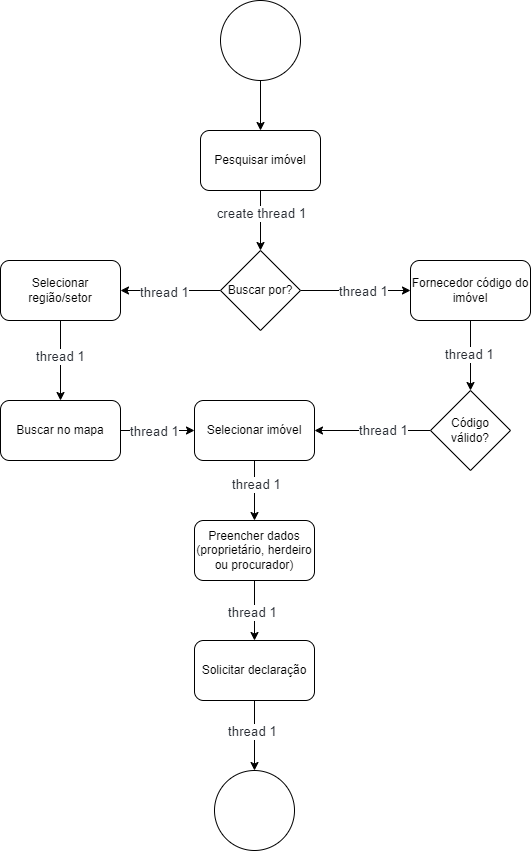 Pesquisar imóvel
create thread 1
Selecionar
região/setor
thread 1
Buscar por?
thread 1
Fornecedor código do
imóvel
thread 1
thread 1
Buscar no mapa
thread 1
Selecionar imóvel
thread 1
Código
válido?
thread 1
Preencher dados
(proprietário, herdeiro
ou procurador)
thread 1
Solicitar declaração
thread 1